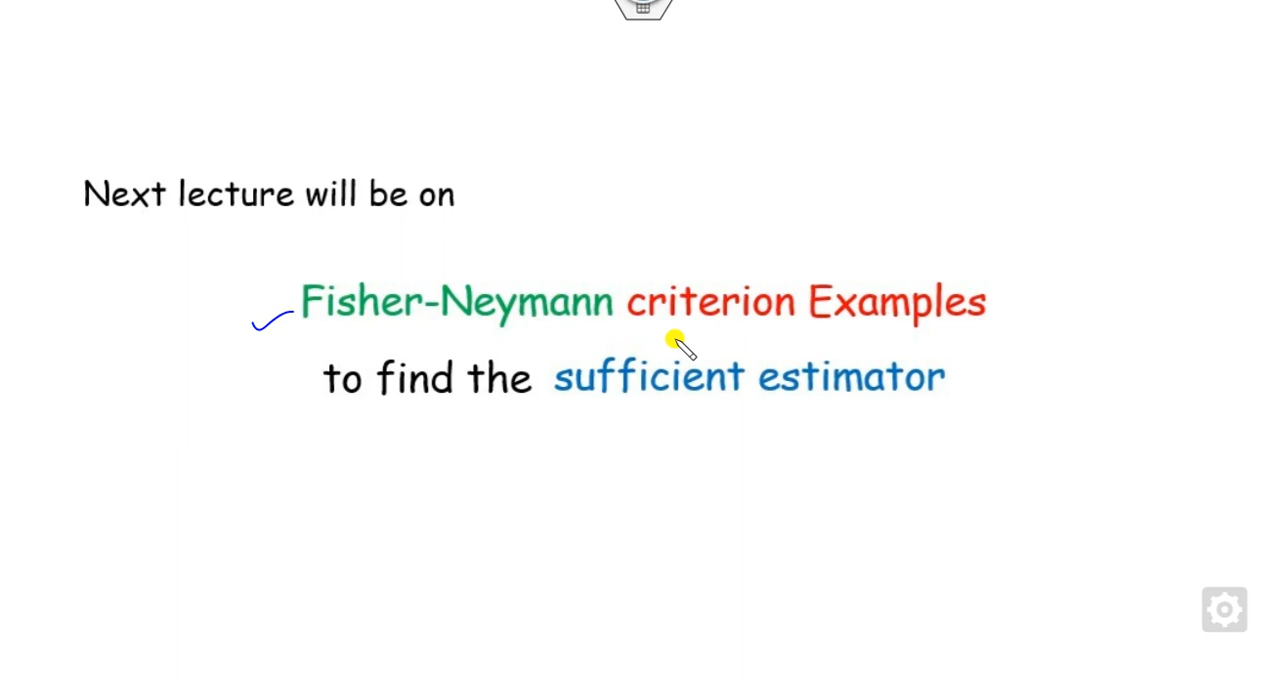 Next lecture will be on
Fisher-Neymann criterion Examples
to find the sufficient estimator